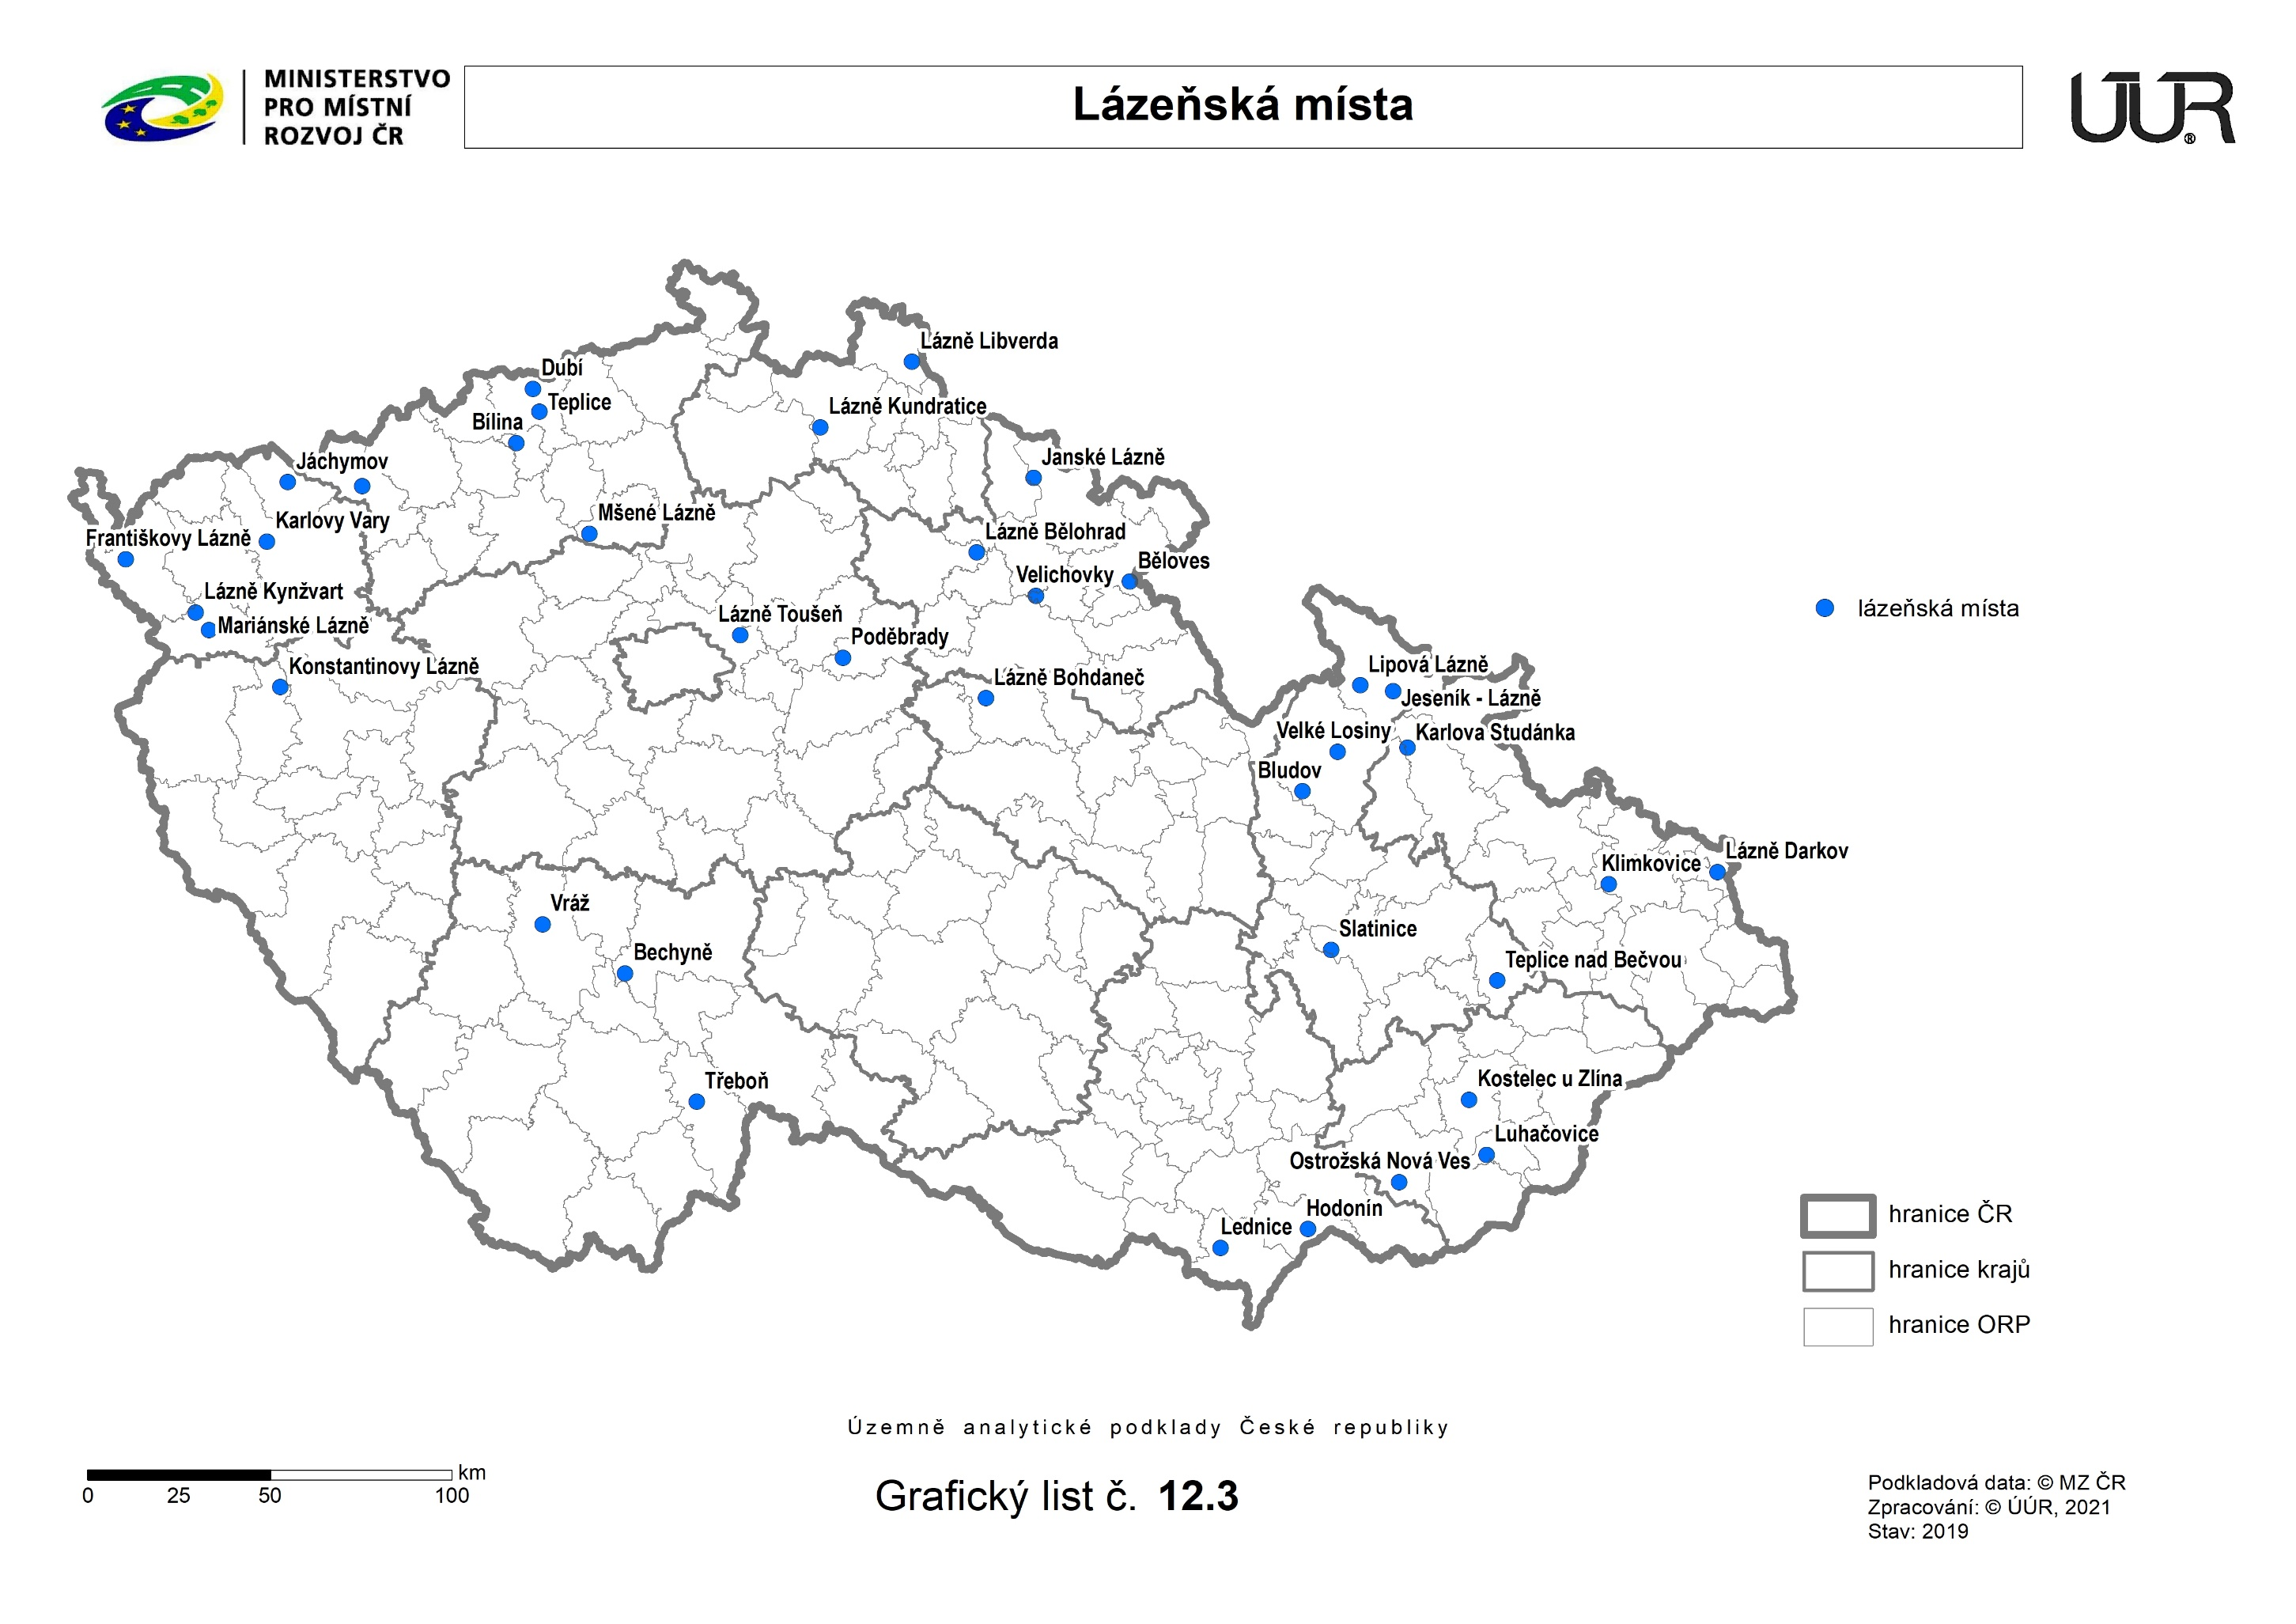 MINISTERSTVO
PRO MÍSTNÍ
ROZVOJ ČR
Lázeňská místa
ÚÚR®
Lázně Libverda
Dubí
Teplice
Lázně Kundratice
Bílina
Janské Lázně
Jáchymov
Mšené Lázně
Karlovy Vary
Lázně Bělohrad
Františkovy Lázně
Běloves
Velichovky
Lázně Kynžvart
Lázně Toušeň
Mariánské Lázně
Poděbrady
lázeňská místa
Konstantinovy Lázně
Lipová Lázně
Lázně Bohdaneč
Jeseník - Lázně
Velké Losiny
Karlova Studánka
Bludov
Lázně Darkov
Klimkovice
Vráž
Slatinice
Bechyně
Teplice nad Bečvou
Třeboň
Kostelec u Zlína
Luhačovice
Ostrožská Nová Ves
Hodonín
Lednice
hranice ČR
hranice krajů
hranice ORP
Územně analytické podklady České republiky
km
0 25 50 100
Grafický list č. 12.3
Podkladová data: © MZ ČR
Zpracování: © ÚÚR, 2021
Stav: 2019